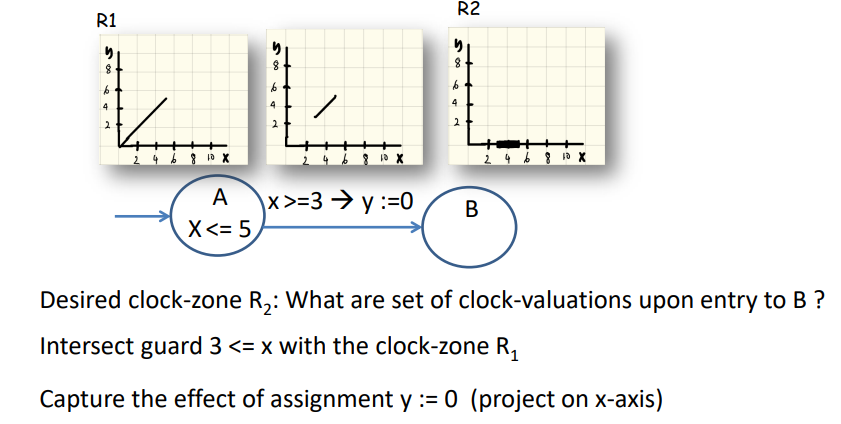 R1
R2
y
8
6
4
2
2 4 6 8 10 X
y
8
6
4
2
2 4 6 8 10 X
y
8
6
4
2
2 4 6 8 10 X
A
X <= 5
x >=3 → y :=0
B
Desired clock-zone R₂: What are set of clock-valuations upon entry to B ?
Intersect guard 3 <= x with the clock-zone R₁
Capture the effect of assignment y := 0 (project on x-axis)